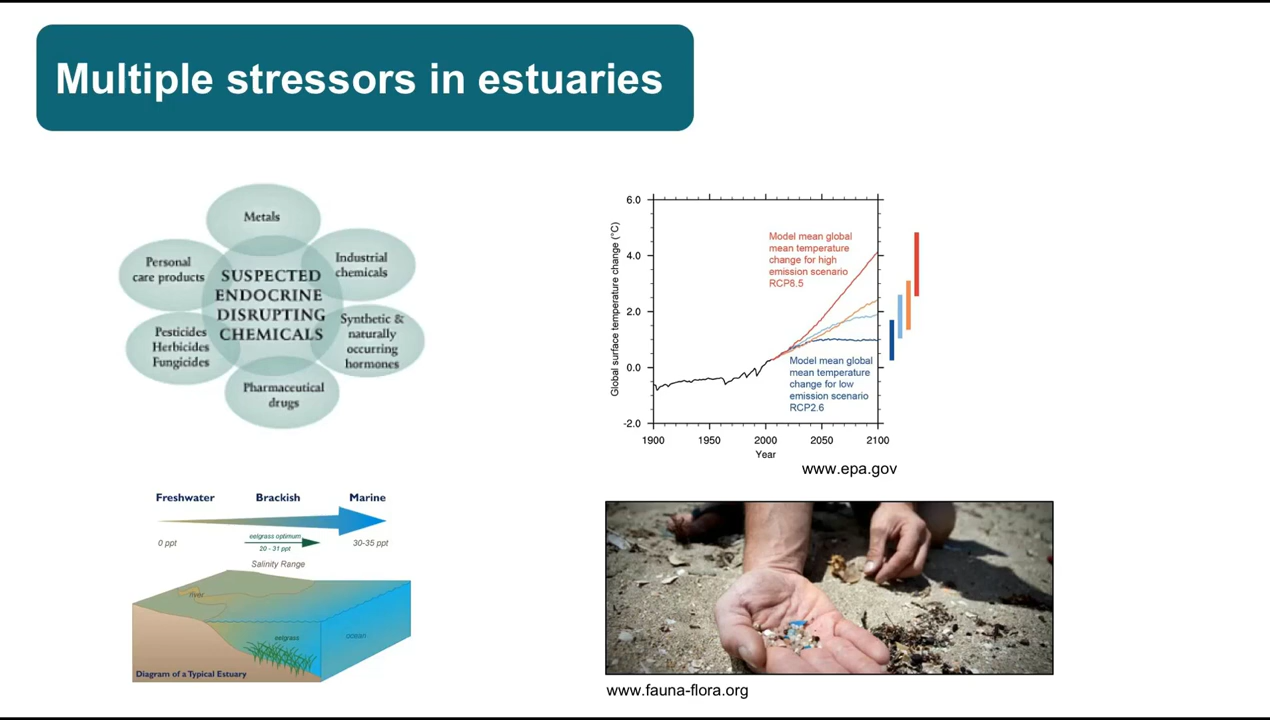 Multiple stressors in estuaries
Metals
Personal
care products
Industrial
chemicals
SUSPECTED
ENDOCRINE
DISRUPTING
CHEMICALS
Pesticides
Herbicides
Fungicides
Synthetic &
naturally
occurring
hormones
Pharmaceutical
drugs
Global surface temperature change (°C)
6.0
4.0
2.0
0.0
-2.0
Model mean global
mean temperature
change for high
emission scenario
RCP8.5
Model mean global
mean temperature
change for low
emission scenario
RCP2.6
1900 1950 2000 2050 2100
Year
www.epa.gov
Freshwater Brackish Marine
0 ppt
eelgrass optimum
20 - 31 ppt
30-35 ppt
Salinity Range
river
eelgrass
ocean
Diagram of a Typical Estuary
www.fauna-flora.org